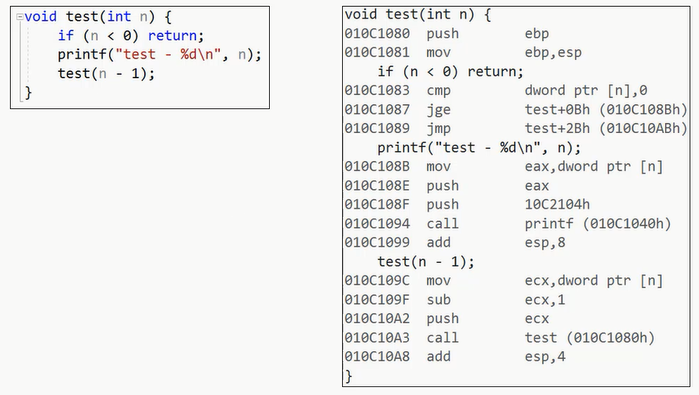 void test(int n) {
if (n < 0) return;
printf("test - %d\n", n);
test(n - 1);
}
void test(int n) {
010C1080 push ebp
010C1081 mov ebp,esp
if (n < 0) return;
010C1083 cmp dword ptr [n],0
010C1087 jge test+0Bh (010C108Bh)
010C1089 jmp test+2Bh (010C10ABh)
printf("test - %d\n", n);
010C108B mov eax,dword ptr [n]
010C108E push eax
010C108F push 10C2104h
010C1094 call printf (010C1040h)
010C1099 add esp,8
test(n - 1);
010C109C mov ecx,dword ptr [n]
010C109F sub ecx,1
010C10A2 push ecx
010C10A3 call test (010C1080h)
010C10A8 add esp,4
}